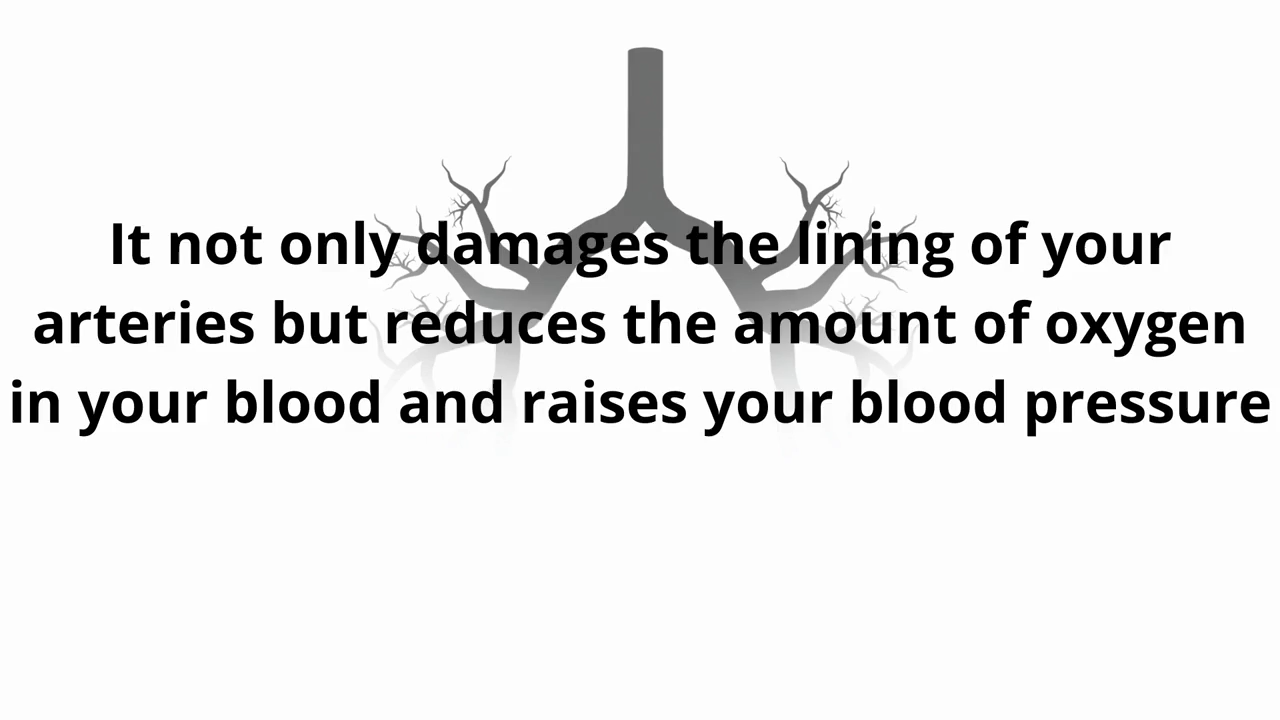 It not only damages the lining of your
arteries but reduces the amount of oxygen
in your blood and raises your blood pressure